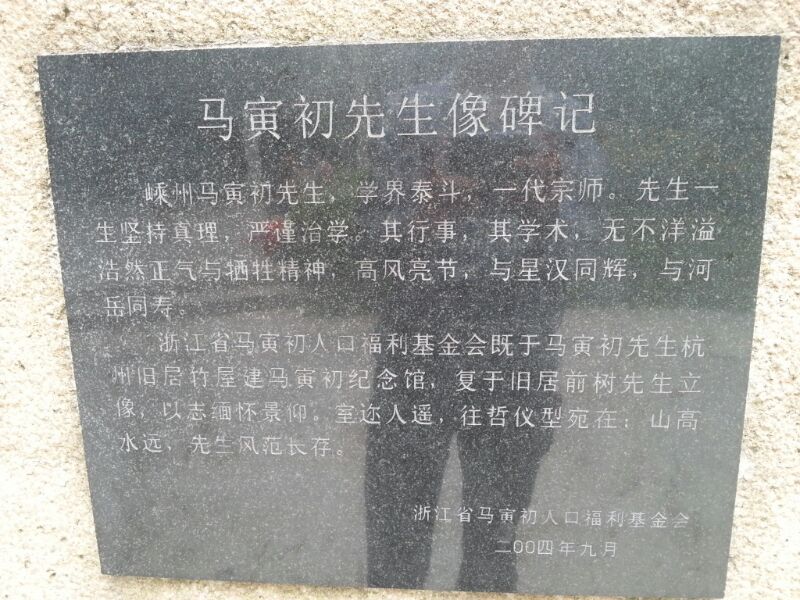 马寅初先生像碑记
嵊州马寅初先生，学界泰斗，一代宗师。先生一
生坚持真理，严谨治学。其行事，其学术，无不洋溢
浩然正气与牺牲精神，高风亮节，与星汉同辉，与河
岳同寿。
浙江省马寅初人口福利基金会既于马寅初先生杭
州旧居竹屋建马寅初纪念馆，复于旧居前树先生立
像，以志缅怀景仰。室迩人遥，往哲仪型宛在；山高
水远，先生风范长存。
浙江省马寅初人口福利基金会
二〇〇四年九月